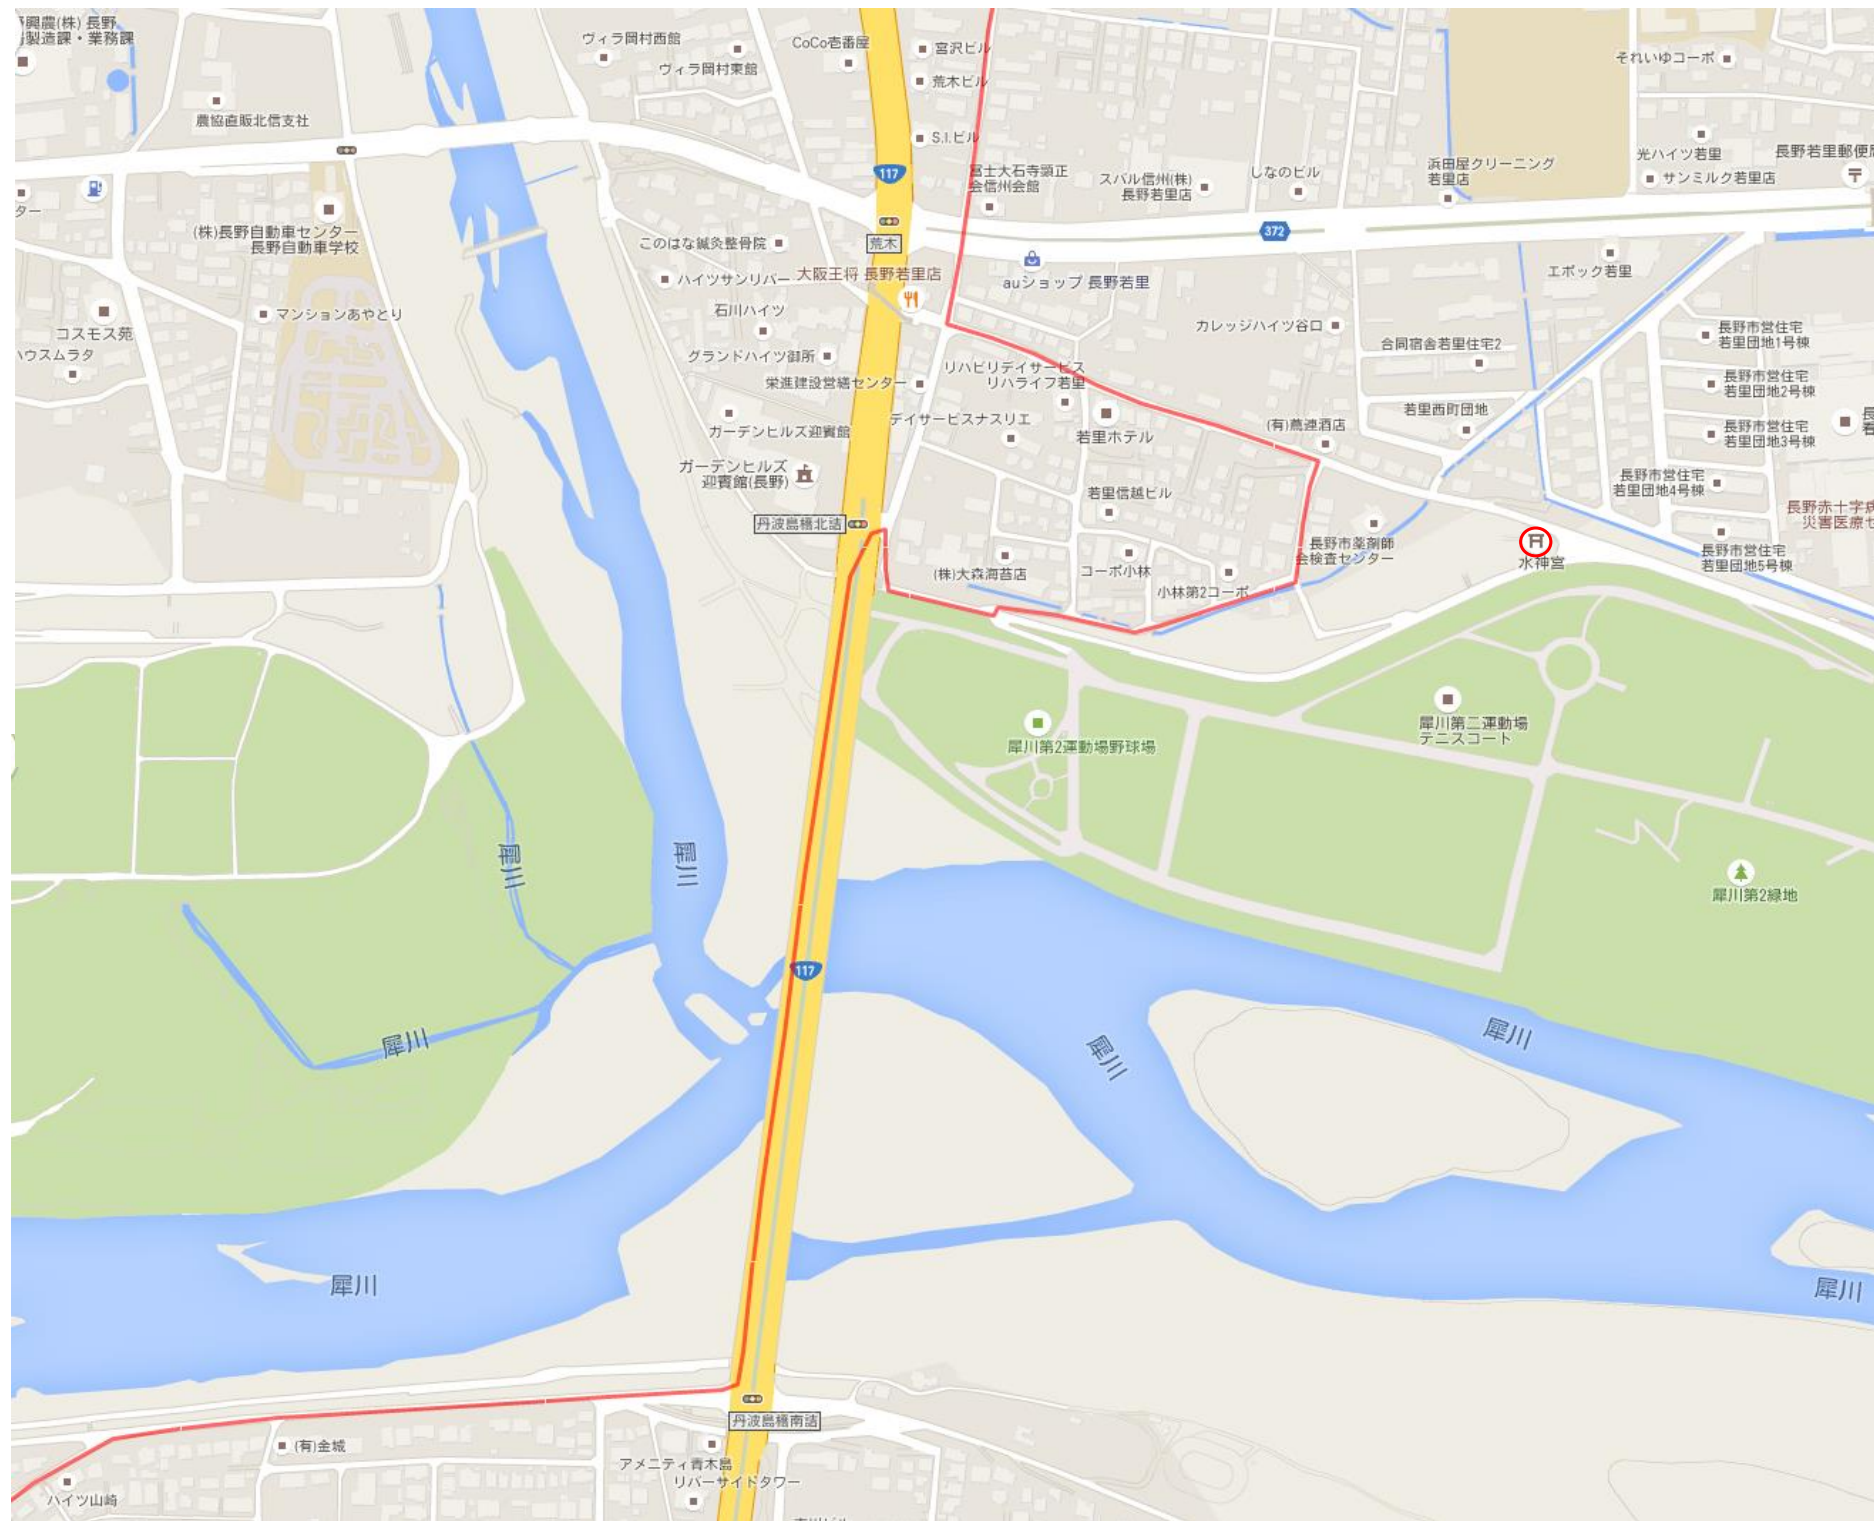 興農(株) 長野
製造課・業務課
ヴィラ岡村西館
CoCo壱番屋
宮沢ビル
それいゆコーポ
ヴィラ岡村東館
荒木ビル
農協直販北信支社
S.I.ビル
光ハイツ若里
長野若里郵便局
117
富士大石寺顕正
会信州会館
スバル信州(株)
長野若里店
しなのビル
浜田屋クリーニング
若里店
サンミルク若里店
ター
(株)長野自動車センター
長野自動車学校
このはな鍼灸整骨院
荒木
372
ハイツサンリバー
大阪王将 長野若里店
auショップ 長野若里
エポック若里
マンションあやとり
石川ハイツ
カレッジハイツ谷口
コスモス苑
長野市営住宅
若里団地1号棟
ハウスムラタ
グランドハイツ御所
合同宿舎若里住宅2
栄進建設営繕センター
リハビリデイサービス
リハライフ若里
長野市営住宅
若里団地2号棟
ガーデンヒルズ迎賓館
デイサービスナスリエ
若里ホテル
(有)蔦連酒店
若里西町団地
長野市営住宅
若里団地3号棟
長
看
ガーデンヒルズ
迎賓館(長野)
若里信越ビル
長野市営住宅
若里団地4号棟
丹波島橋北詰
長野赤十字病
災害医療セ
(株)大森海苔店
コーポ小林
小林第2コーポ
長野市薬剤師
会検査センター
水神宮
長野市営住宅
若里団地5号棟
犀川第2運動場野球場
犀川第二運動場
テニスコート
犀川
犀川
犀川第2緑地
117
犀川
犀川
犀川
犀川
犀川
丹波島橋南詰
(有)金城
アメニティ青木島
リバーサイドタワー
ハイツ山崎